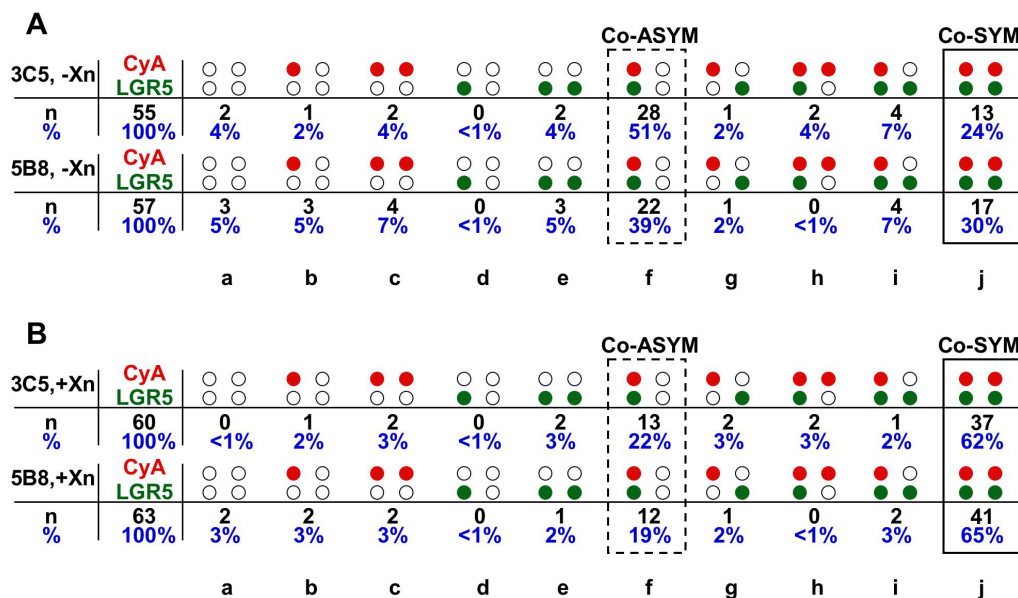 A
Co-ASYM Co-SYM
3C5, -Xn CyA
LGR5
n 55 2 1 2 0 2 28 1 2 4 13
% 100% 4% 2% 4% <1% 4% 51% 2% 4% 7% 24%
5B8, -Xn CyA
LGR5
n 57 3 3 4 0 3 22 1 0 4 17
% 100% 5% 5% 7% <1% 5% 39% 2% <1% 7% 30%
a b c d e f g h i j
B
Co-ASYM Co-SYM
3C5,+Xn CyA
LGR5
n 60 0 1 2 0 2 13 2 2 1 37
% 100% <1% 2% 3% <1% 3% 22% 3% 3% 2% 62%
5B8,+Xn CyA
LGR5
n 63 2 2 2 0 1 12 1 0 2 41
% 100% 3% 3% 3% <1% 2% 19% 2% <1% 3% 65%
a b c d e f g h i j